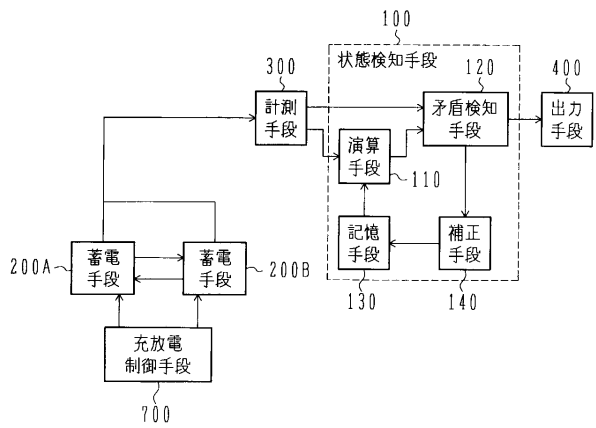 100
状態検知手段
300
計測
手段
120
矛盾検知
手段
400
出力
手段
演算
手段
110
記憶
手段
130
補正
手段
140
200A
蓄電
手段
蓄電
手段
200B
充放電
制御手段
700